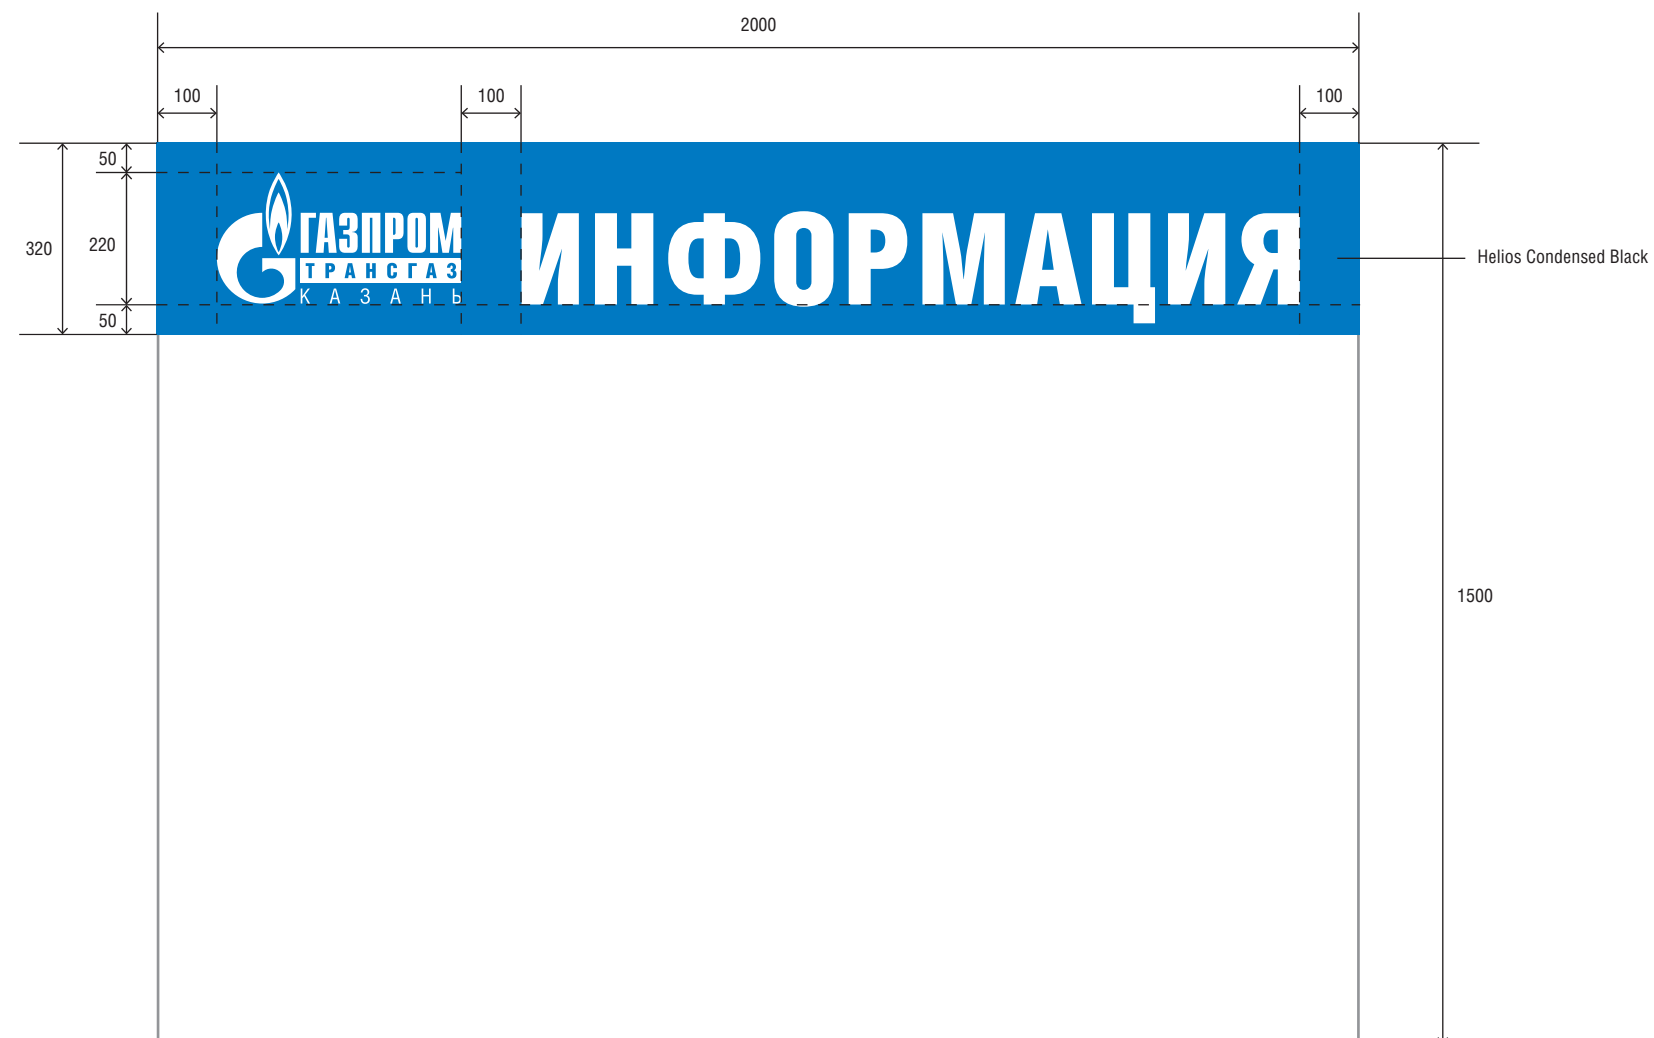 2000
100 100 100
50
ГАЗПРОМ
ТРАНСГАЗ
КАЗАНЬ
ИНФОРМАЦИЯ
320
220
Helios Condensed Black
50
1500